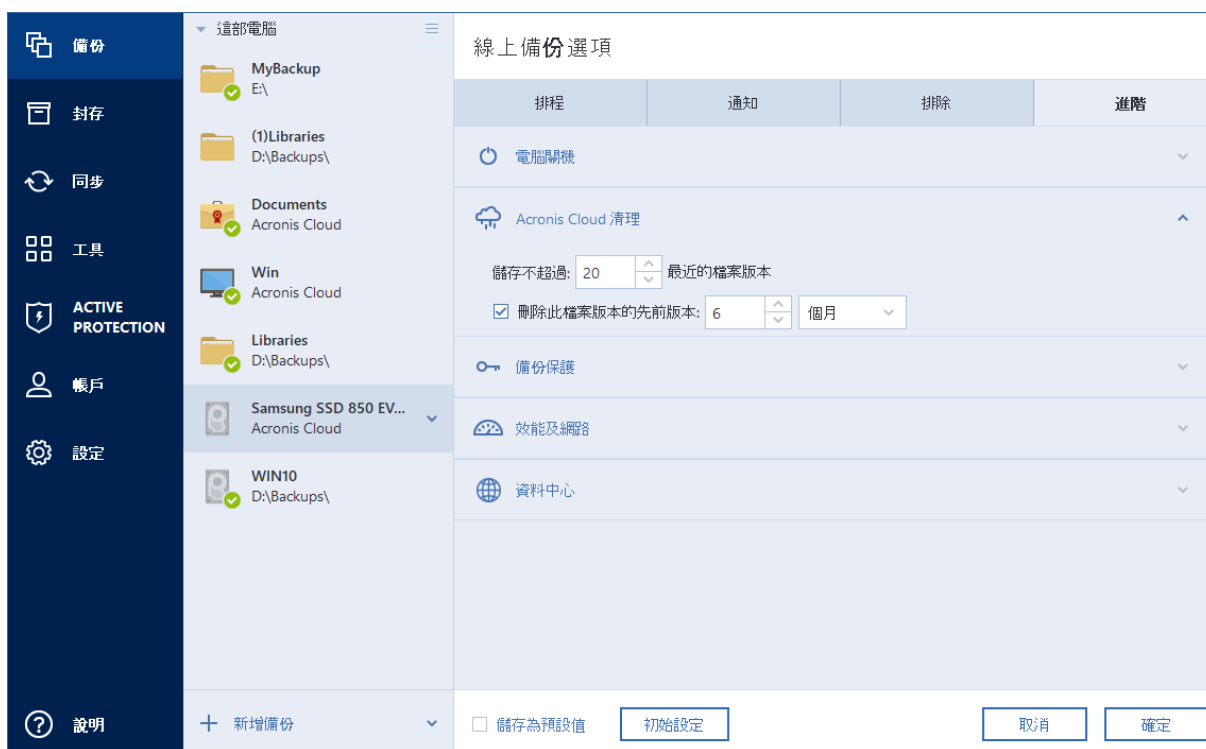 備份
封存
同步
工具
ACTIVE
PROTECTION
帳戶
設定
說明
這部電腦
MyBackup
E:\
(1)Libraries
D:\Backups\
Documents
Acronis Cloud
Win
Acronis Cloud
Libraries
D:\Backups\
Samsung SSD 850 EV...
Acronis Cloud
WIN10
D:\Backups\
新增備份
線上備份選項
排程 通知 排除 進階
電腦關機
Acronis Cloud 清理
儲存不超過: 20 最近的檔案版本
刪除此檔案版本的先前版本: 6 個月
備份保護
效能及網路
資料中心
儲存為預設值 初始設定 取消 確定